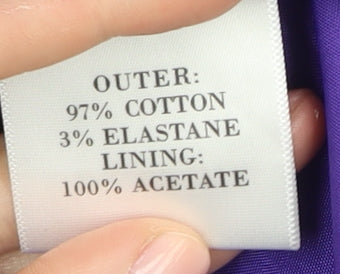 OUTER:
97% COTTON
3% ELASTANE
LINING:
100% ACETATE